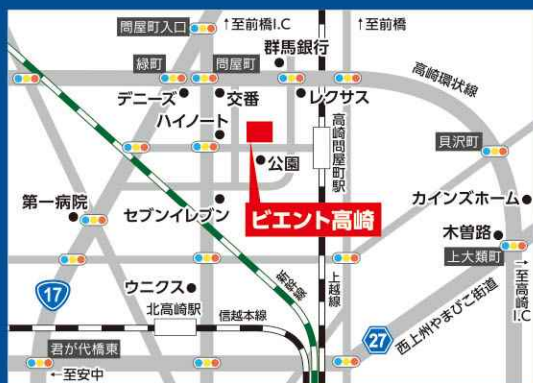 問屋町入口
↑至前橋I.C
↑至前橋
群馬銀行
緑町
問屋町
高崎環状線
デニーズ
交番
レクサス
ハイノート
高崎問屋町駅
貝沢町
公園
第一病院
セブンイレブン
ビエント高崎
カインズホーム
木曽路
上大類町
17
ウニクス
新幹線
上越線
北高崎駅
信越本線
27
西上州やまびこ街道
→至高崎I.C
君が代橋東
←至安中